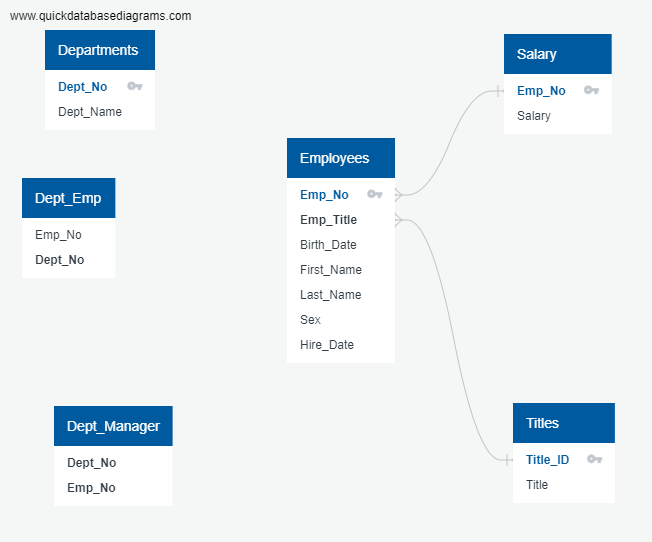 www.quickdatabasediagrams.com
Departments
Dept_No
Dept_Name
Dept_Emp
Emp_No
Dept_No
Dept_Manager
Dept_No
Emp_No
Employees
Emp_No
Emp_Title
Birth_Date
First_Name
Last_Name
Sex
Hire_Date
Salary
Emp_No
Salary
Titles
Title_ID
Title